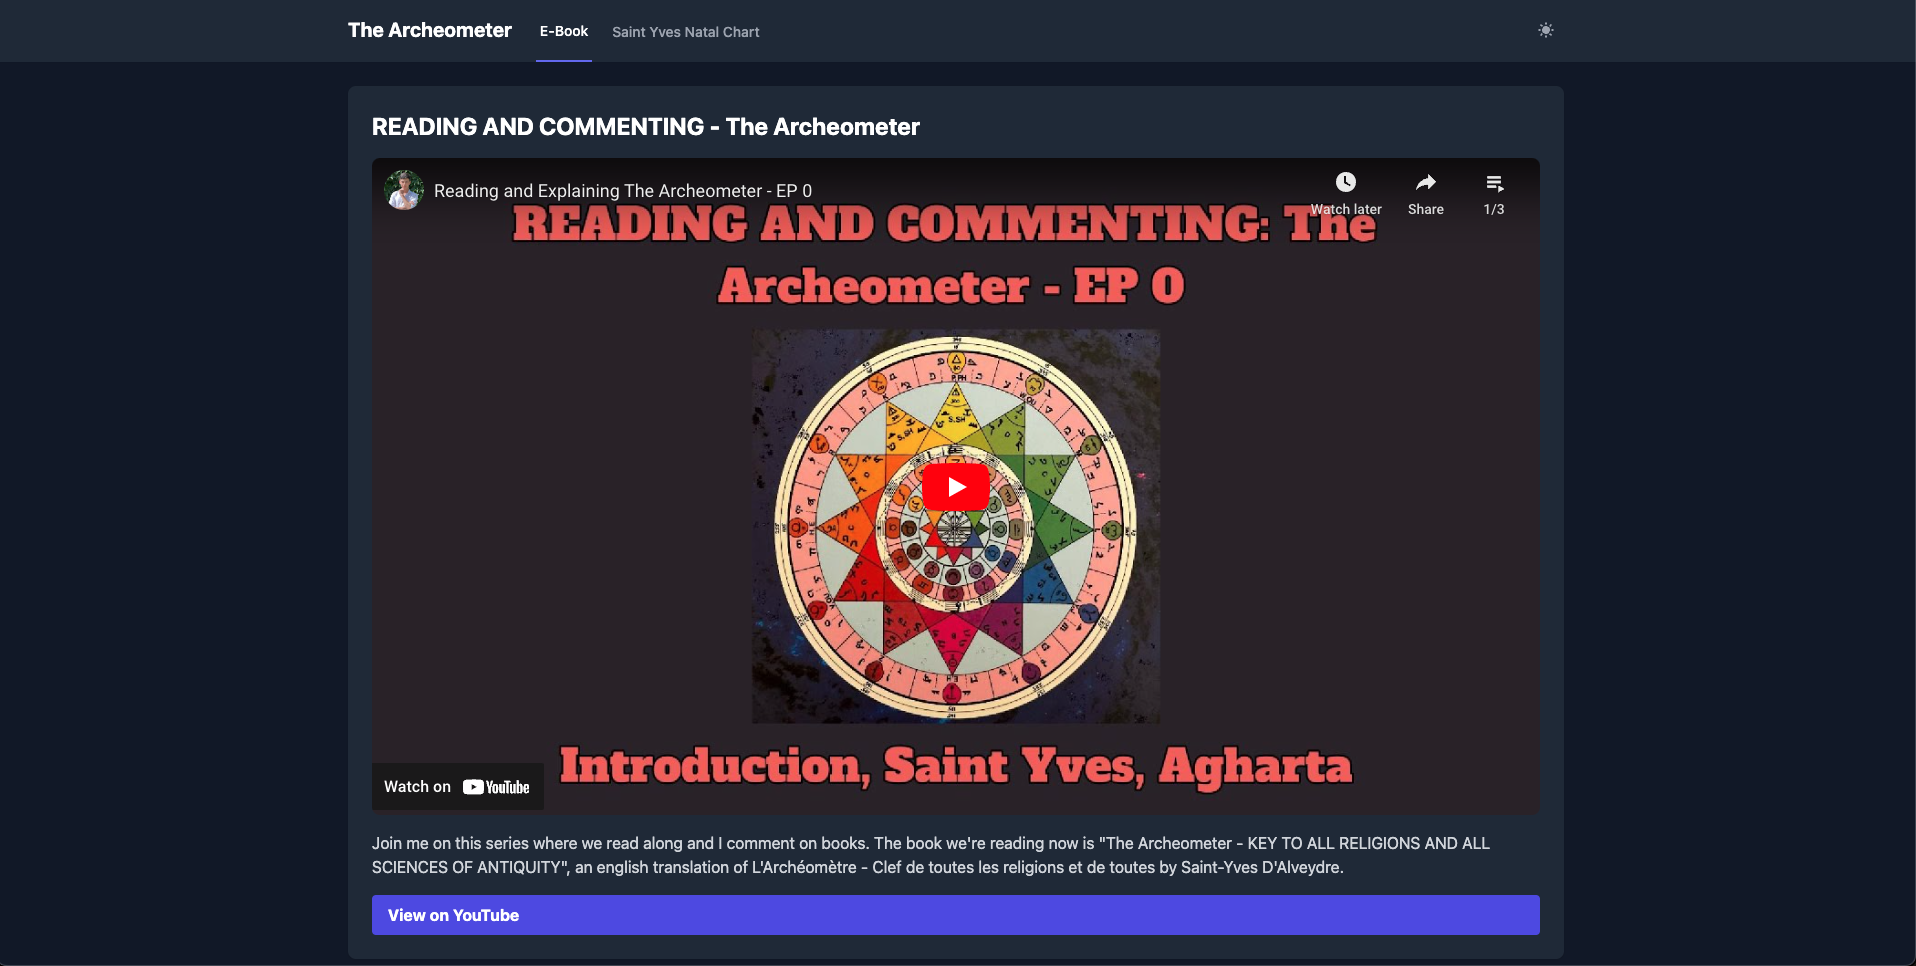 The Archeometer
E-Book
Saint Yves Natal Chart
READING AND COMMENTING - The Archeometer
Reading and Explaining The Archeometer - EP 0
Watch later
Share
1/3
READING AND COMMENTING: The
Archeometer - EP 0
Introduction, Saint Yves, Agharta
Watch on YouTube
Join me on this series where we read along and I comment on books. The book we're reading now is "The Archeometer - KEY TO ALL RELIGIONS AND ALL
SCIENCES OF ANTIQUITY", an english translation of L'Archéomètre - Clef de toutes les religions et de toutes by Saint-Yves D'Alveydre.
View on YouTube